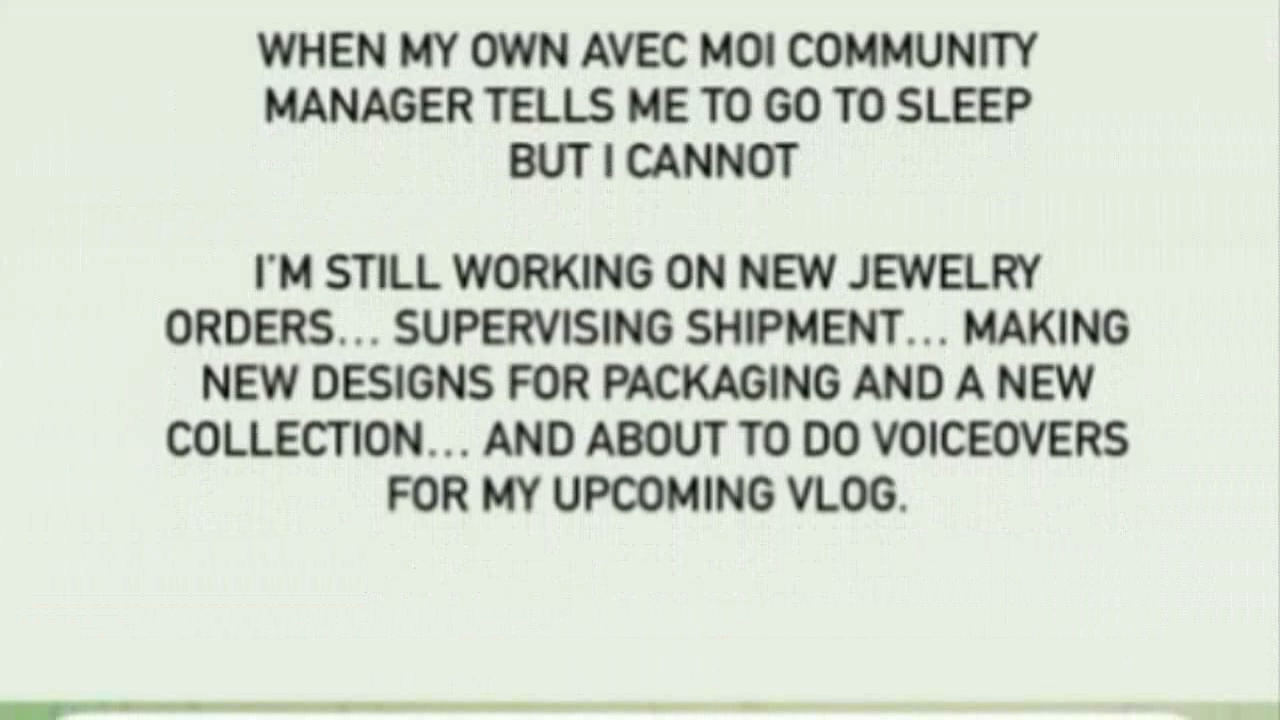 WHEN MY OWN AVEC MOI COMMUNITY
MANAGER TELLS ME TO GO TO SLEEP
BUT I CANNOT
I'M STILL WORKING ON NEW JEWELRY
ORDERS... SUPERVISING SHIPMENT... MAKING
NEW DESIGNS FOR PACKAGING AND A NEW
COLLECTION... AND ABOUT TO DO VOICEOVERS
FOR MY UPCOMING VLOG.